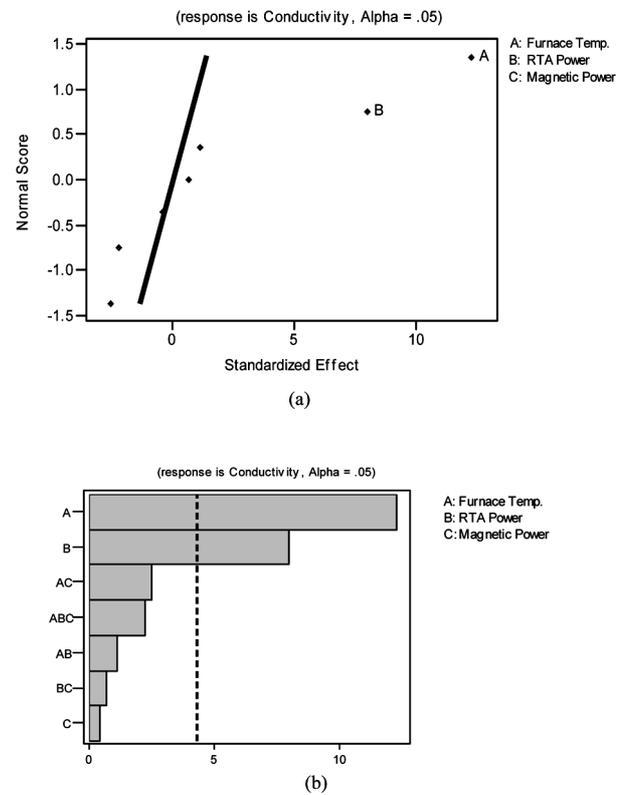 (response is Conductivity, Alpha = .05)
1.5
1.0
0.5
0.0
-0.5
-1.0
-1.5
Normal Score
A
B
A: Furnace Temp.
B: RTA Power
C: Magnetic Power
0
5
10
Standardized Effect
(a)
(response is Conductivity, Alpha = .05)
A
B
AC
ABC
AB
BC
C
A: Furnace Temp.
B: RTA Power
C: Magnetic Power
0
5
10
(b)